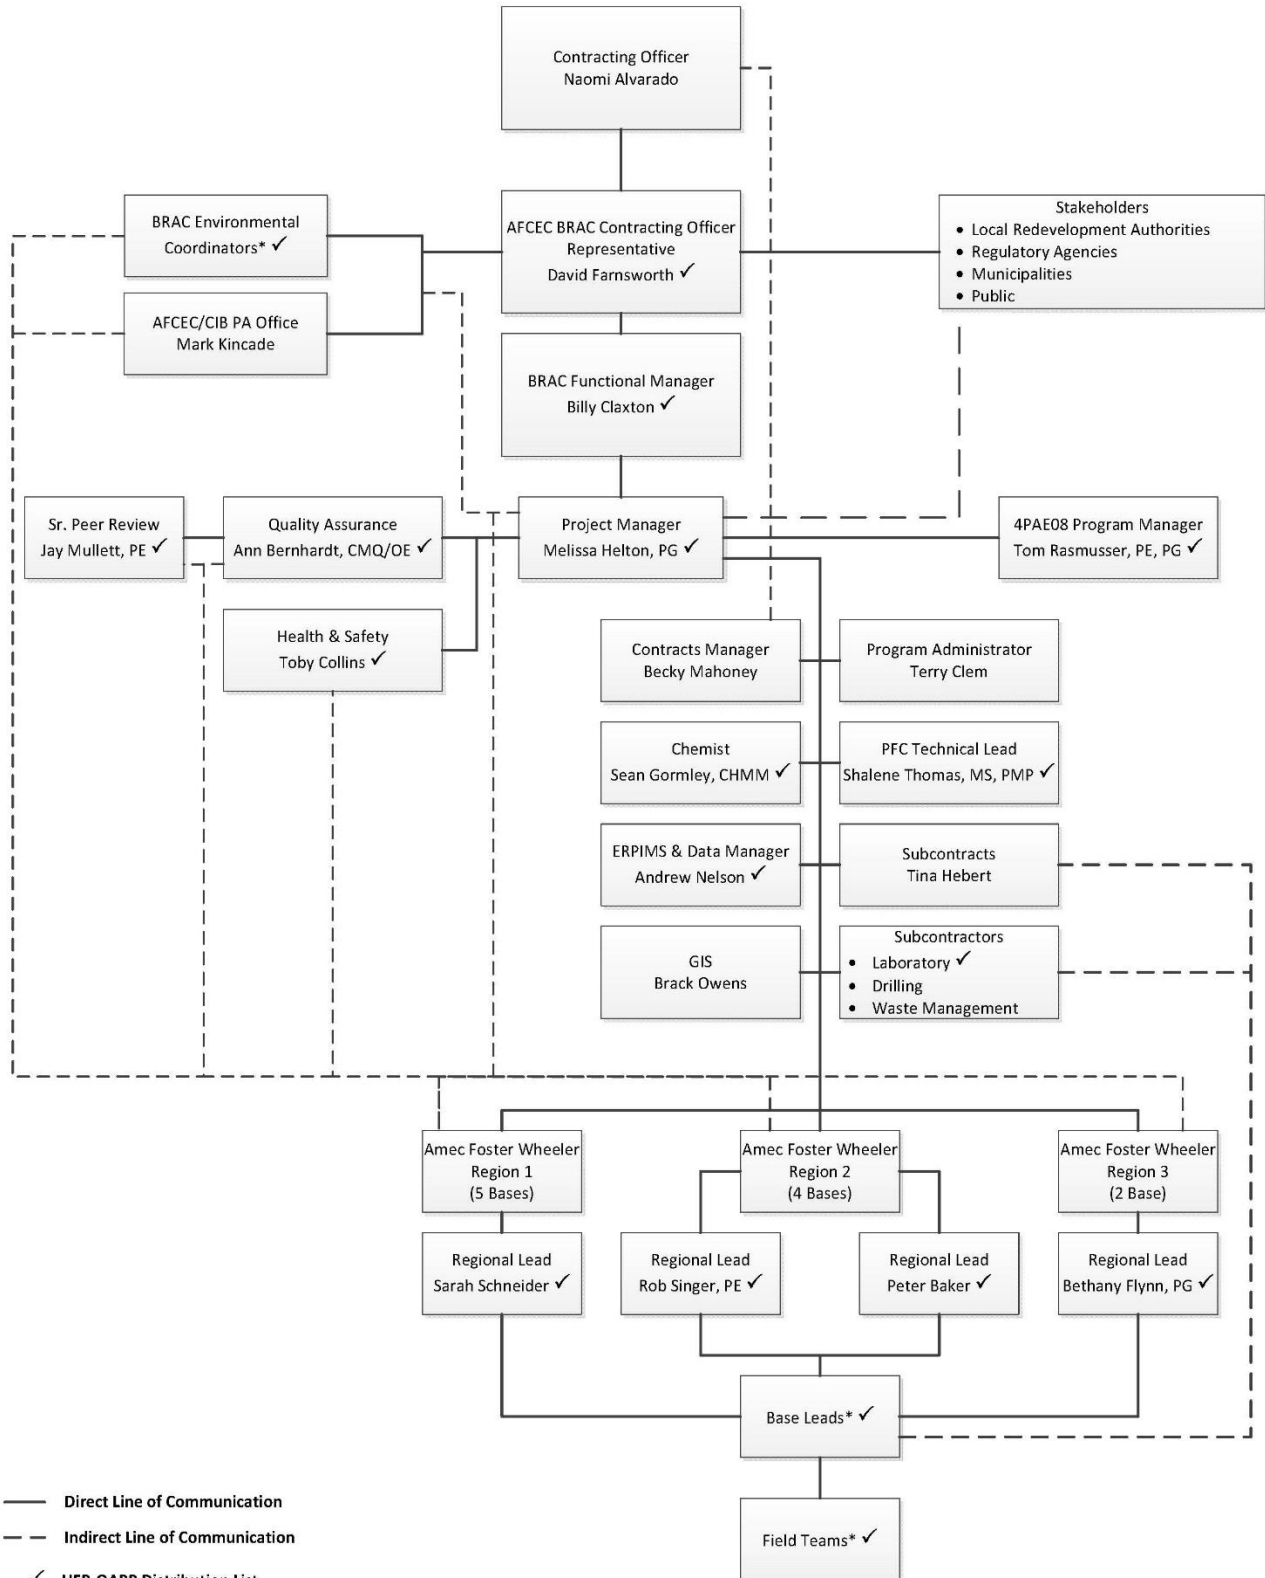 Contracting Officer
Naomi Alvarado
BRAC Environmental
Coordinators* ✓
AFCEC BRAC Contracting Officer
Representative
David Farnsworth ✓
Stakeholders
• Local Redevelopment Authorities
• Regulatory Agencies
• Municipalities
• Public
AFCEC/CIB PA Office
Mark Kincade
BRAC Functional Manager
Billy Claxton ✓
Sr. Peer Review
Jay Mullett, PE ✓
Quality Assurance
Ann Bernhardt, CMQ/OE ✓
Project Manager
Melissa Helton, PG ✓
4PAE08 Program Manager
Tom Rasmusser, PE, PG ✓
Health & Safety
Toby Collins ✓
Contracts Manager
Becky Mahoney
Program Administrator
Terry Clem
Chemist
Sean Gormley, CHMM ✓
PFC Technical Lead
Shalene Thomas, MS, PMP ✓
ERPIMS & Data Manager
Andrew Nelson ✓
Subcontracts
Tina Hebert
GIS
Brack Owens
Subcontractors
• Laboratory ✓
• Drilling
• Waste Management
Amec Foster Wheeler
Region 1
(5 Bases)
Amec Foster Wheeler
Region 2
(4 Bases)
Amec Foster Wheeler
Region 3
(2 Base)
Regional Lead
Sarah Schneider ✓
Regional Lead
Rob Singer, PE ✓
Regional Lead
Peter Baker ✓
Regional Lead
Bethany Flynn, PG ✓
Base Leads* ✓
Field Teams* ✓
Direct Line of Communication
Indirect Line of Communication